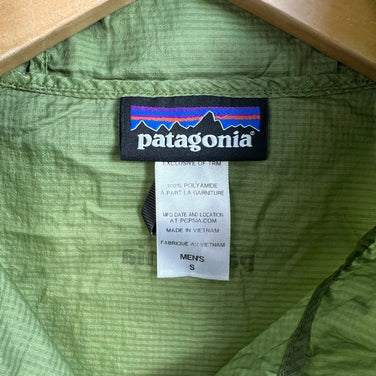 patagonia®
EXCLUSIVE OF TRIM
100% POLYAMIDE
A PART LA GARNITURE
MFG DATE AND LOCATION
AT PCPSIA.COM
MADE IN VIETNAM
FABRIQUE AU VIETNAM
MEN'S
S